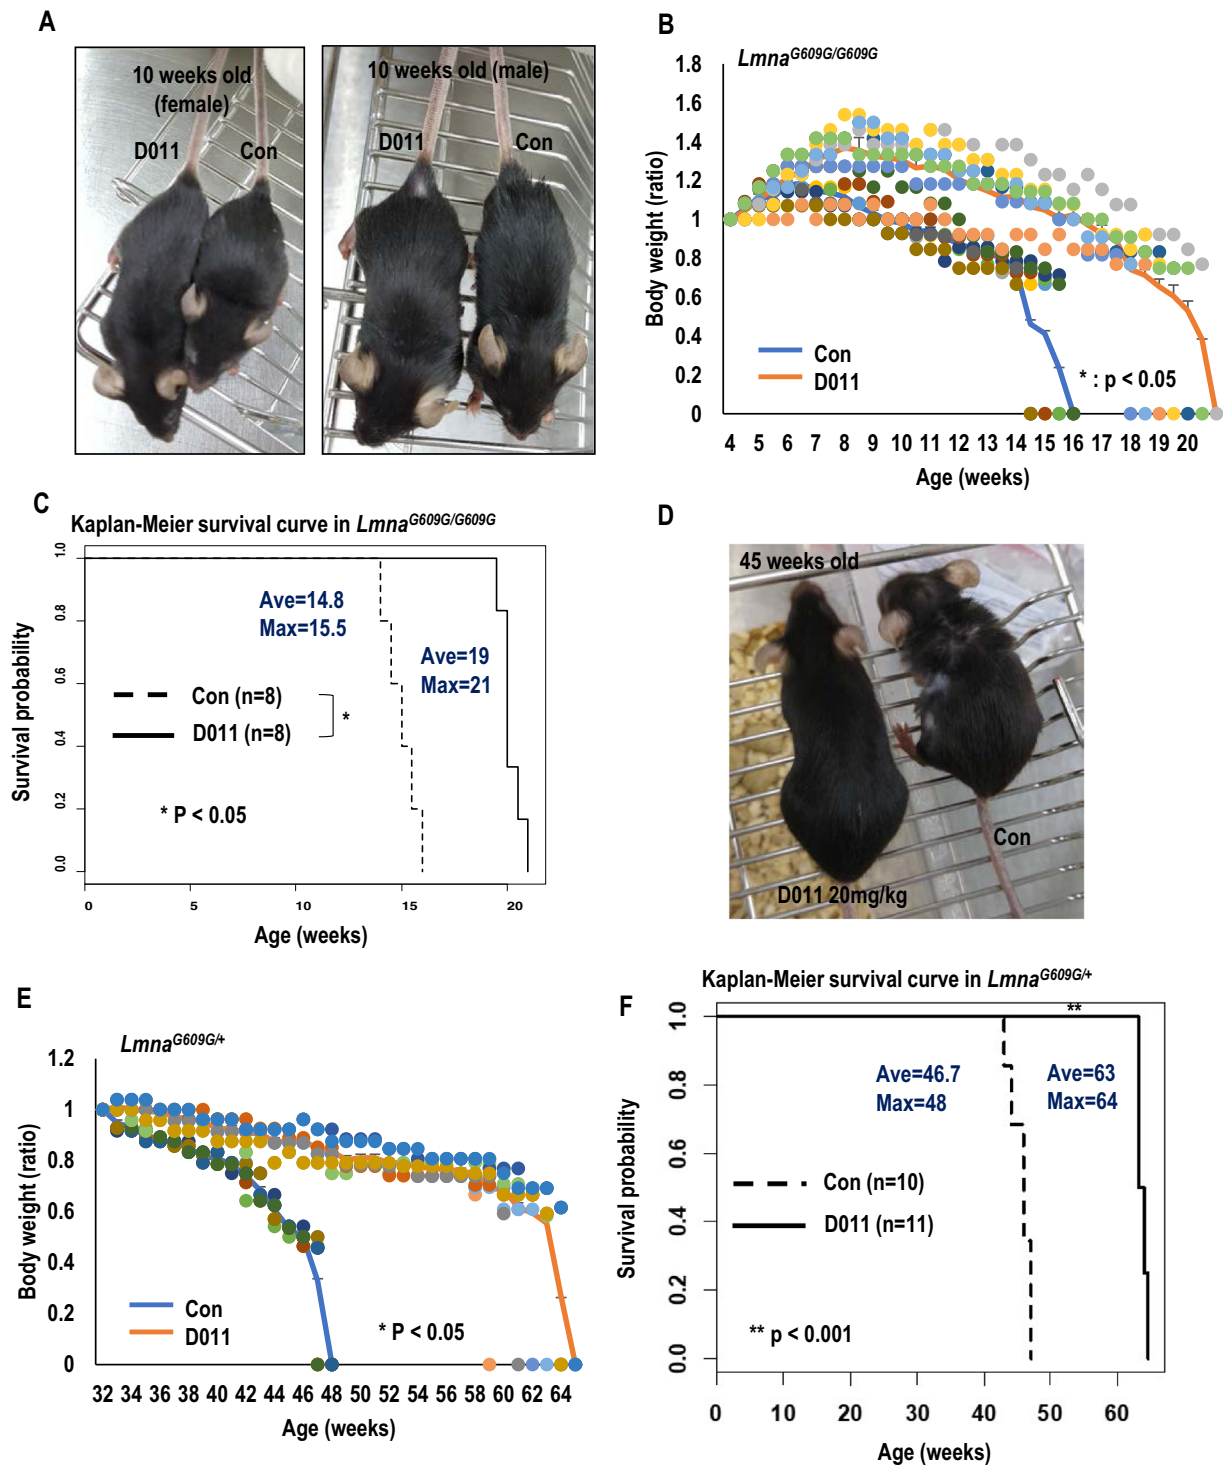 A
10 weeks old
(female)
D011
Con
10 weeks old (male)
D011
Con
B
Lmna^G609G/G609G
Body weight (ratio)
1.8
1.6
1.4
1.2
1
0.8
0.6
0.4
0.2
0
Con
D011
* : p < 0.05
4 5 6 7 8 9 10 11 12 13 14 15 16 17 18 19 20
Age (weeks)
C
Kaplan-Meier survival curve in Lmna^G609G/G609G
Survival probability
1.0
0.8
0.6
0.4
0.2
0.0
Ave=14.8
Max=15.5
Ave=19
Max=21
Con (n=8)
D011 (n=8)
*
* P < 0.05
0 5 10 15 20
Age (weeks)
D
45 weeks old
Con
D011 20mg/kg
E
Lmna^G609G/+
Body weight (ratio)
1.2
1
0.8
0.6
0.4
0.2
0
Con
D011
* P < 0.05
32 34 36 38 40 42 44 46 48 50 52 54 56 58 60 62 64
Age (weeks)
Kaplan-Meier survival curve in Lmna^G609G/+
F
Survival probability
1.0
0.8
0.6
0.4
0.2
0.0
**
Ave=46.7
Max=48
Ave=63
Max=64
Con (n=10)
D011 (n=11)
** p < 0.001
0 10 20 30 40 50 60
Age (weeks)